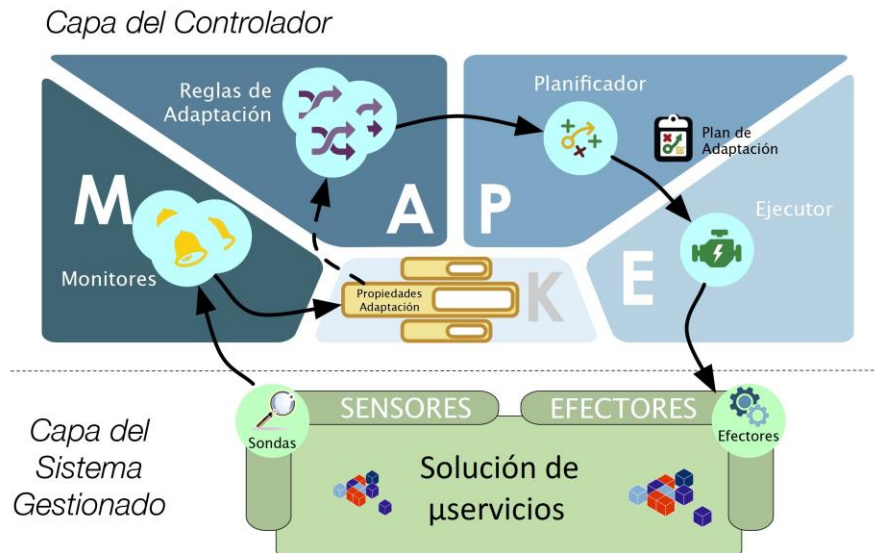 Capa del Controlador
Reglas de
Adaptación
Planificador
Plan de
Adaptación
M
A
P
Ejecutor
Monitores
E
Propiedades
Adaptación
K
SENSORES
EFECTORES
Sondas
Efectores
Capa del
Sistema
Gestionado
Solución de
µservicios